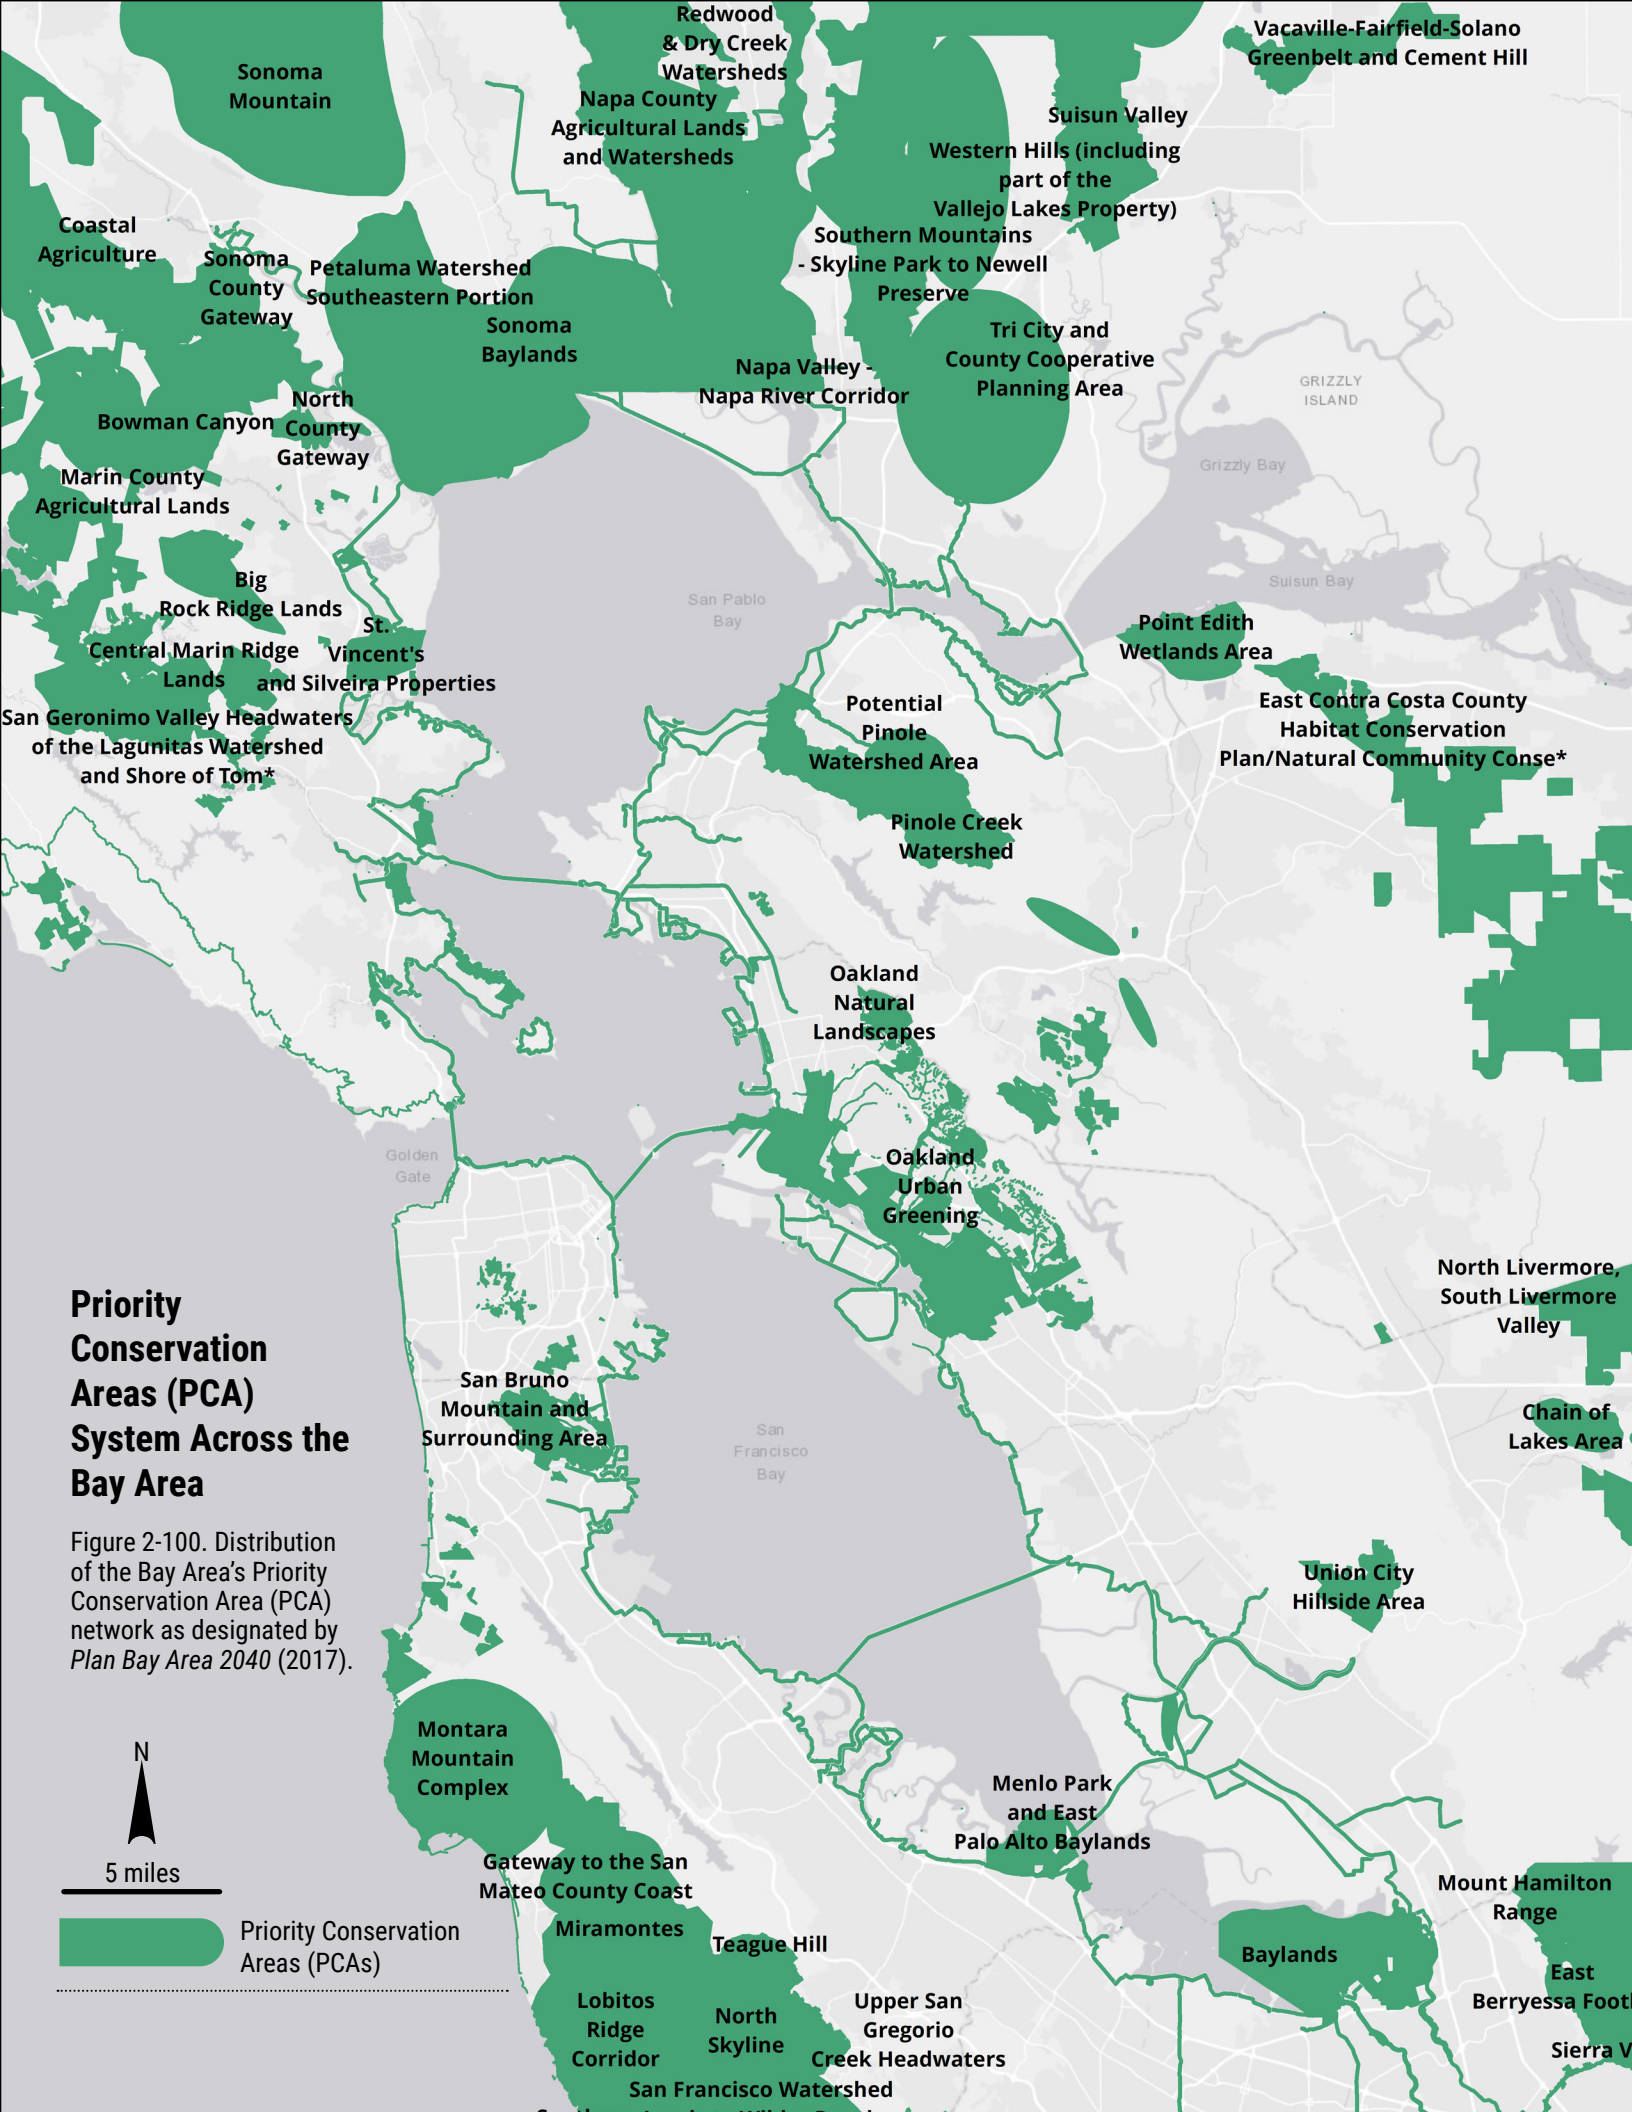 Redwood
& Dry Creek
Watersheds
Vacaville-Fairfield-Solano
Greenbelt and Cement Hill
Sonoma
Mountain
Napa County
Agricultural Lands
and Watersheds
Suisun Valley
Western Hills (including
part of the
Vallejo Lakes Property)
Coastal
Agriculture
Sonoma
County
Gateway
Petaluma Watershed
Southeastern Portion
Sonoma
Baylands
Southern Mountains
- Skyline Park to Newell
Preserve
Tri City and
County Cooperative
Planning Area
Napa Valley -
Napa River Corridor
GRIZZLY
ISLAND
Bowman Canyon
North
County
Gateway
Grizzly Bay
Marin County
Agricultural Lands
Big
Rock Ridge Lands
San Pablo
Bay
Suisun Bay
St.
Vincent's
and Silveira Properties
Central Marin Ridge
Lands
Point Edith
Wetlands Area
San Geronimo Valley Headwaters
of the Lagunitas Watershed
and Shore of Tom*
Potential
Pinole
Watershed Area
East Contra Costa County
Habitat Conservation
Plan/Natural Community Conse*
Pinole Creek
Watershed
Oakland
Natural
Landscapes
Golden
Gate
Oakland
Urban
Greening
North Livermore,
South Livermore
Valley
Priority
Conservation
Areas (PCA)
System Across the
Bay Area
San Bruno
Mountain and
Surrounding Area
San
Francisco
Bay
Chain of
Lakes Area
Figure 2-100. Distribution
of the Bay Area’s Priority
Conservation Area (PCA)
network as designated by
Plan Bay Area 2040 (2017).
Union City
Hillside Area
Montara
Mountain
Complex
N
5 miles
Menlo Park
and East
Palo Alto Baylands
Gateway to the San
Mateo County Coast
Mount Hamilton
Range
Priority Conservation
Areas (PCAs)
Miramontes
Teague Hill
Baylands
East
Berryessa Foot
Lobitos
Ridge
Corridor
North
Skyline
Upper San
Gregorio
Creek Headwaters
Sierra V
San Francisco Watershed